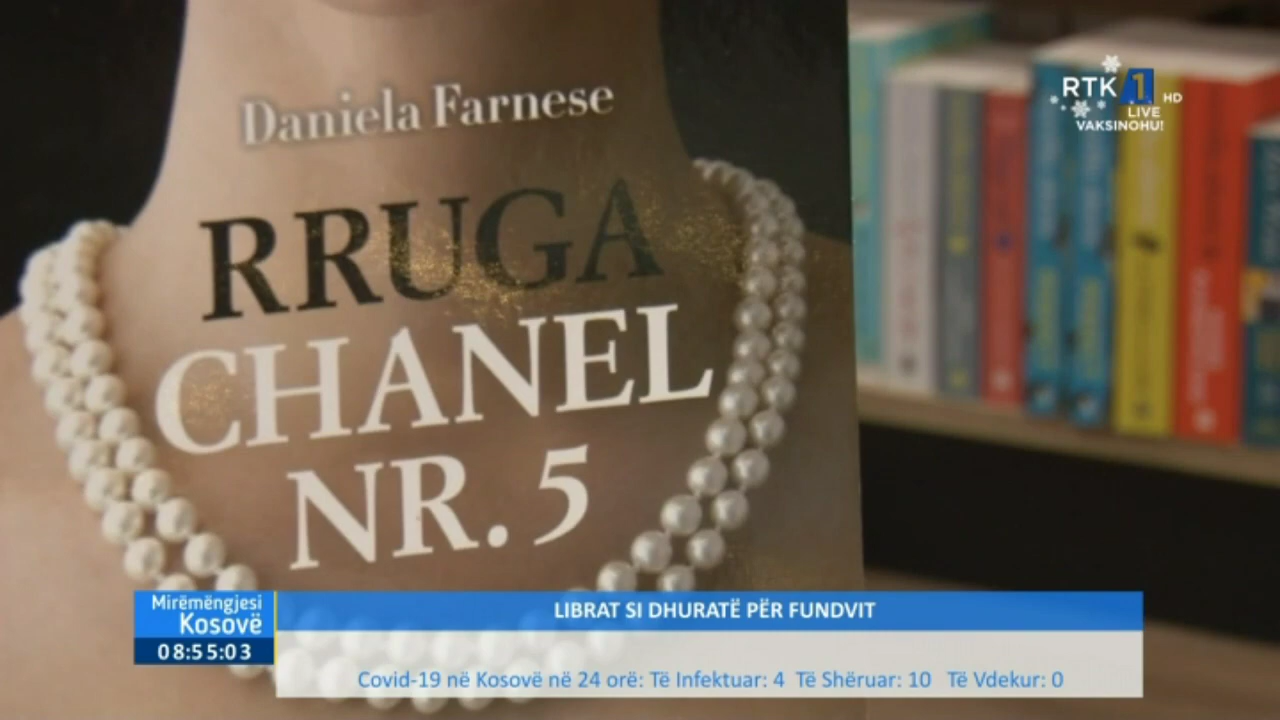 Daniela Farnese
RRUGA
CHANEL
NR. 5
RTK 1 HD
LIVE
VAKSINOHU!
Mirëmëngjesi
Kosovë
08:55:03
LIBRAT SI DHURATË PËR FUNDVIT
Covid-19 në Kosovë në 24 orë: Të Infektuar: 4 Të Shëruar: 10 Të Vdekur: 0